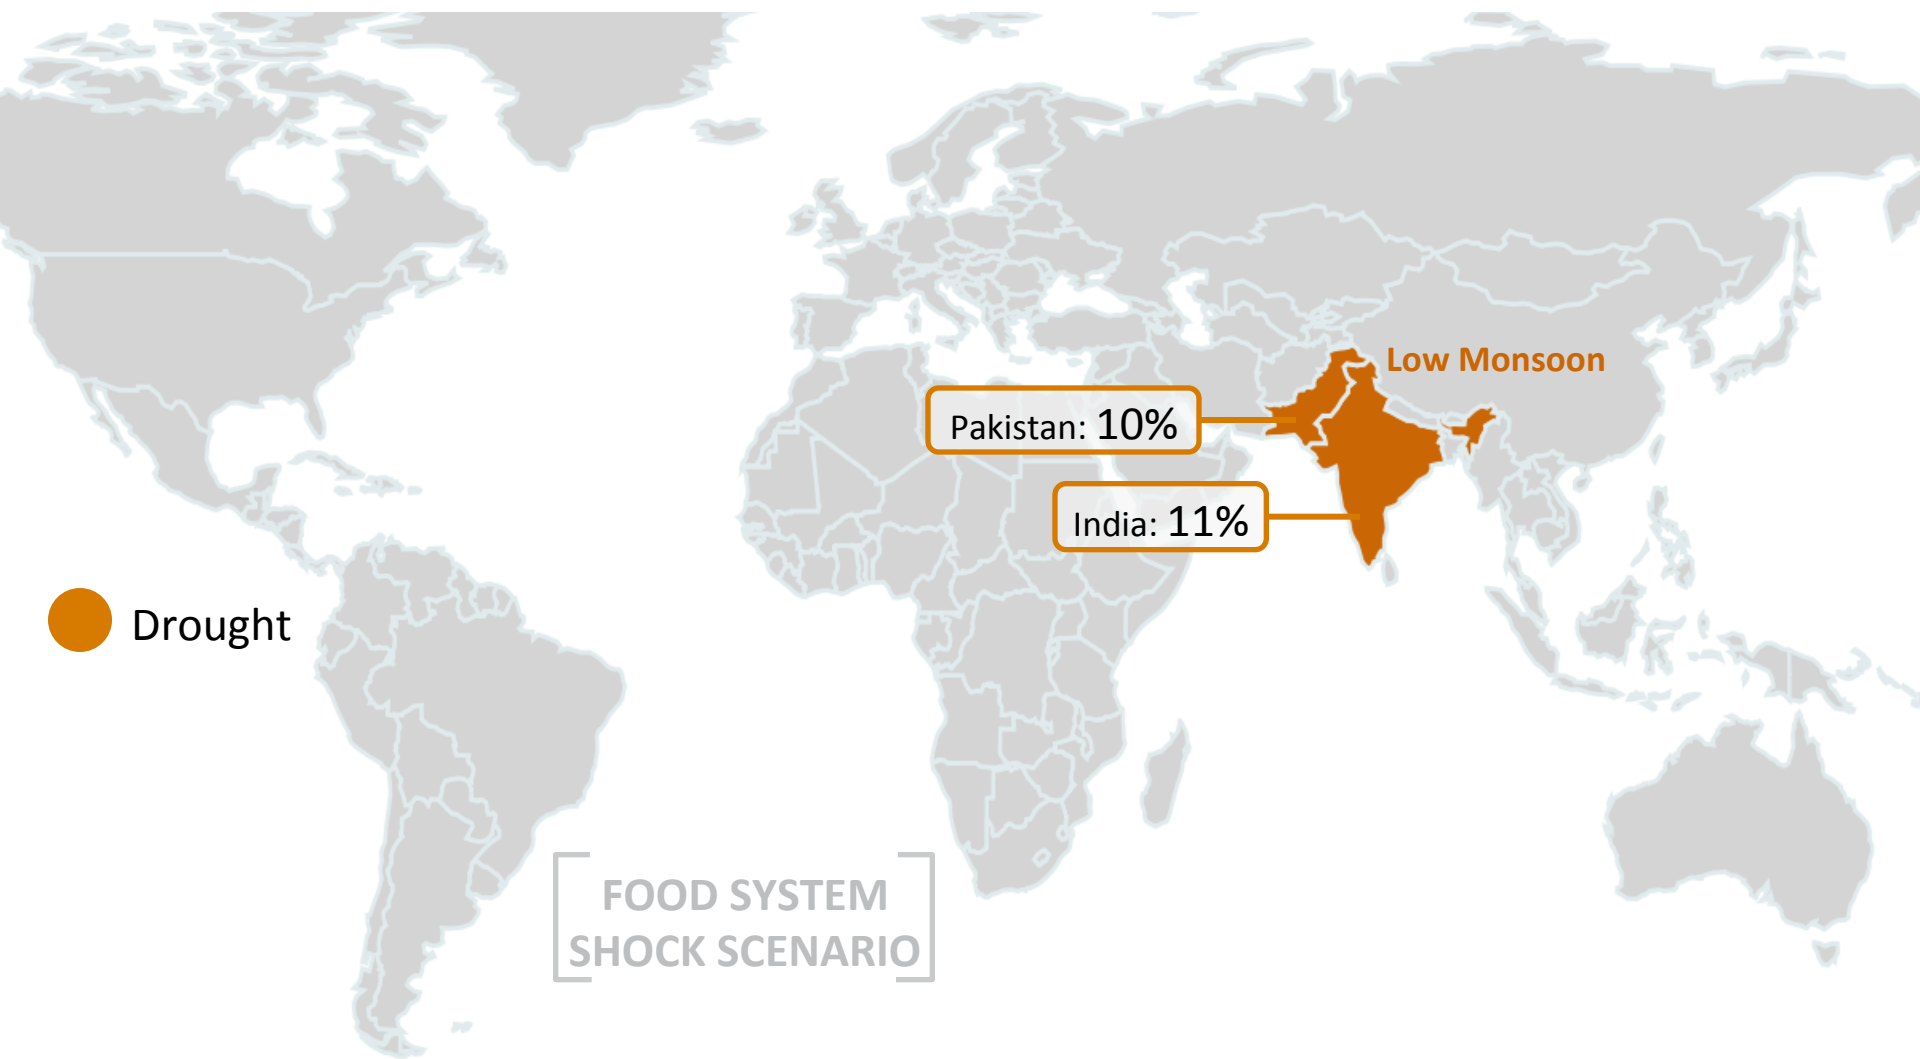 Low Monsoon
Pakistan: 10%
India: 11%
Drought
FOOD SYSTEM
SHOCK SCENARIO